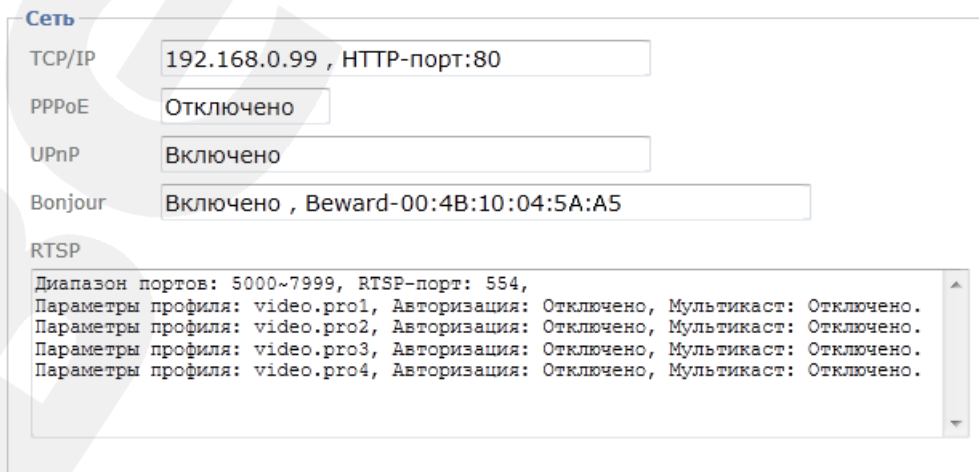 Сеть
TCP/IP 192.168.0.99 , HTTP-порт:80
PPPoE Отключено
UPnP Включено
Bonjour Включено , Beward-00:4B:10:04:5A:A5
RTSP
Диапазон портов: 5000~7999, RTSP-порт: 554,
Параметры профиля: video.pro1, Авторизация: Отключено, Мультикаст: Отключено.
Параметры профиля: video.pro2, Авторизация: Отключено, Мультикаст: Отключено.
Параметры профиля: video.pro3, Авторизация: Отключено, Мультикаст: Отключено.
Параметры профиля: video.pro4, Авторизация: Отключено, Мультикаст: Отключено.